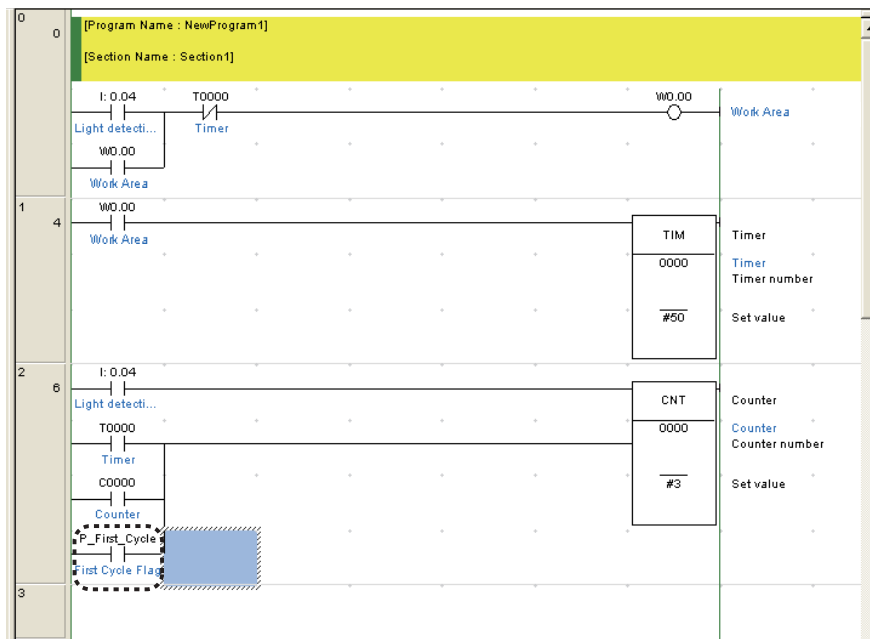 0
0
[Program Name : NewProgram1]
[Section Name : Section1]
I: 0.04 T0000 W0.00
Light detecti... Timer Work Area
W0.00
Work Area
1
4
W0.00
Work Area
TIM Timer
0000 Timer
Timer number
#50 Set value
2
6
I: 0.04
Light detecti...
CNT Counter
T0000 0000 Counter
Counter number
Timer
C0000 #3 Set value
Counter
P_First_Cycle
First Cycle Flag
3